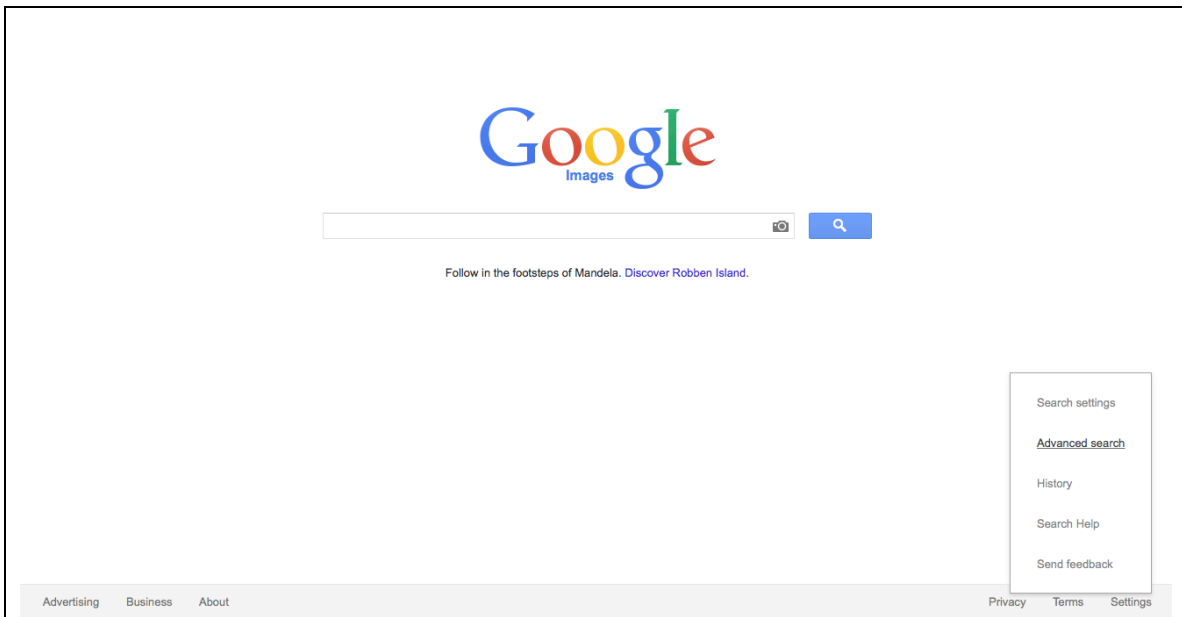 Google
Images
Follow in the footsteps of Mandela. Discover Robben Island.
Search settings
Advanced search
History
Search Help
Send feedback
Advertising Business About Privacy Terms Settings